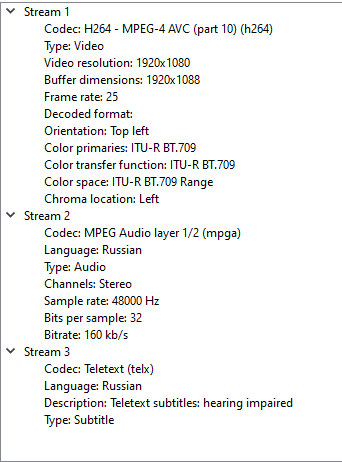 Stream 1
Codec: H264 - MPEG-4 AVC (part 10) (h264)
Type: Video
Video resolution: 1920x1080
Buffer dimensions: 1920x1088
Frame rate: 25
Decoded format:
Orientation: Top left
Color primaries: ITU-R BT.709
Color transfer function: ITU-R BT.709
Color space: ITU-R BT.709 Range
Chroma location: Left
Stream 2
Codec: MPEG Audio layer 1/2 (mpga)
Language: Russian
Type: Audio
Channels: Stereo
Sample rate: 48000 Hz
Bits per sample: 32
Bitrate: 160 kb/s
Stream 3
Codec: Teletext (telx)
Language: Russian
Description: Teletext subtitles: hearing impaired
Type: Subtitle